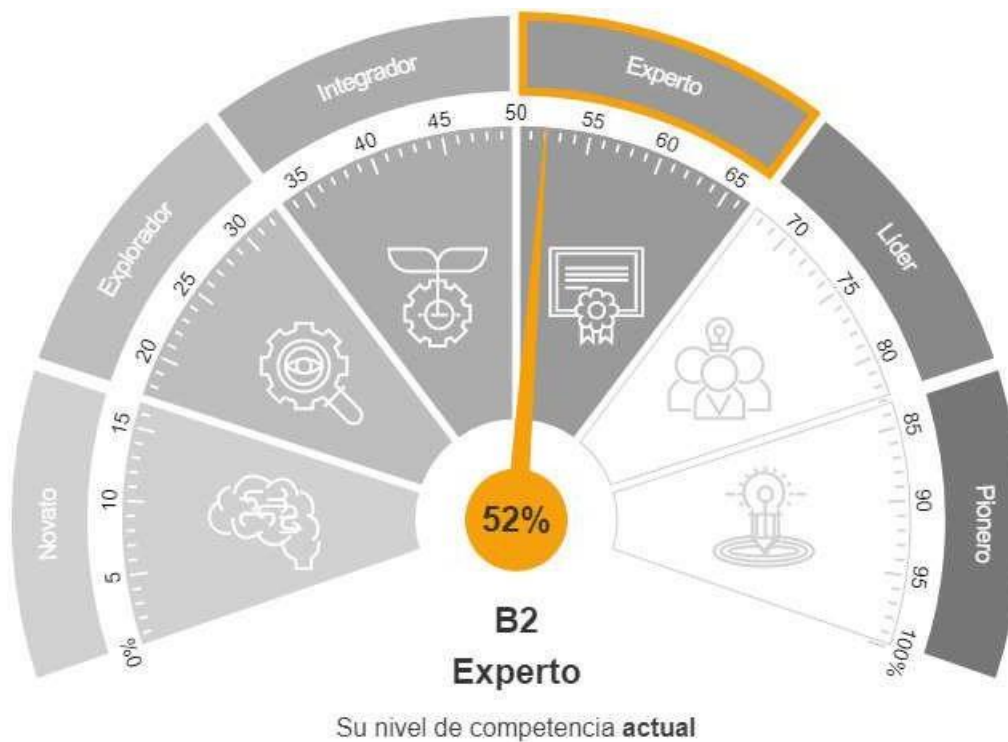 Novato
Explorador
Integrador
Experto
Líder
Pionero
0%
5
10
15
20
25
30
35
40
45
50
55
60
65
70
75
80
85
90
95
100%
52%
B2
Experto
Su nivel de competencia actual